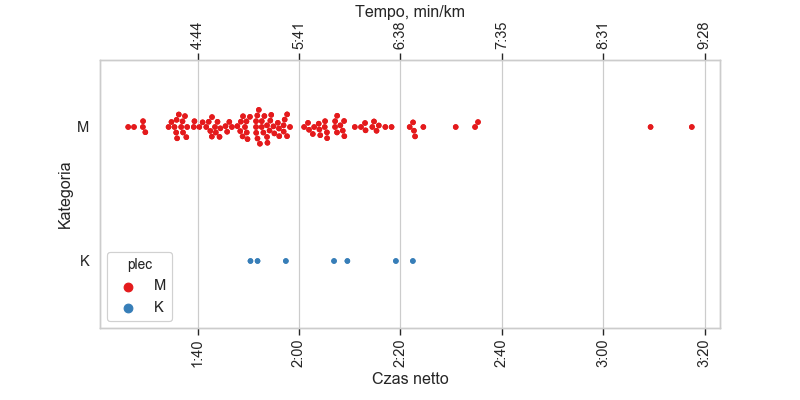 Tempo, min/km
4:44 5:41 6:38 7:35 8:31 9:28
Kategoria
M
K
plec
M
K
1:40 2:00 2:20 2:40 3:00 3:20
Czas netto